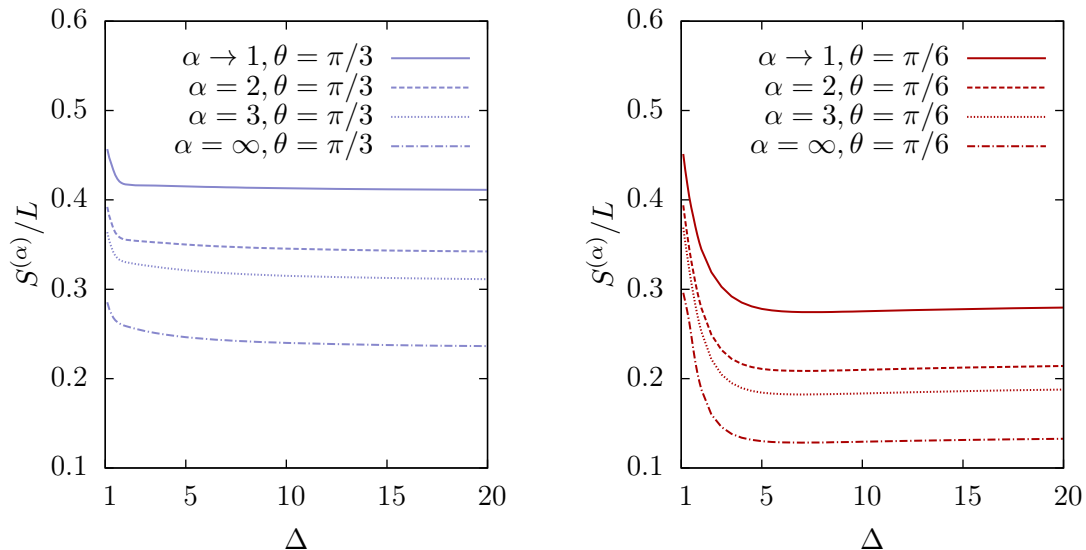 0.6
0.5
0.4
0.3
0.2
0.1
S^(α)/L
α → 1, θ = π/3
α = 2, θ = π/3
α = 3, θ = π/3
α = ∞, θ = π/3
1 5 10 15 20
Δ
0.6
0.5
0.4
0.3
0.2
0.1
S^(α)/L
α → 1, θ = π/6
α = 2, θ = π/6
α = 3, θ = π/6
α = ∞, θ = π/6
1 5 10 15 20
Δ